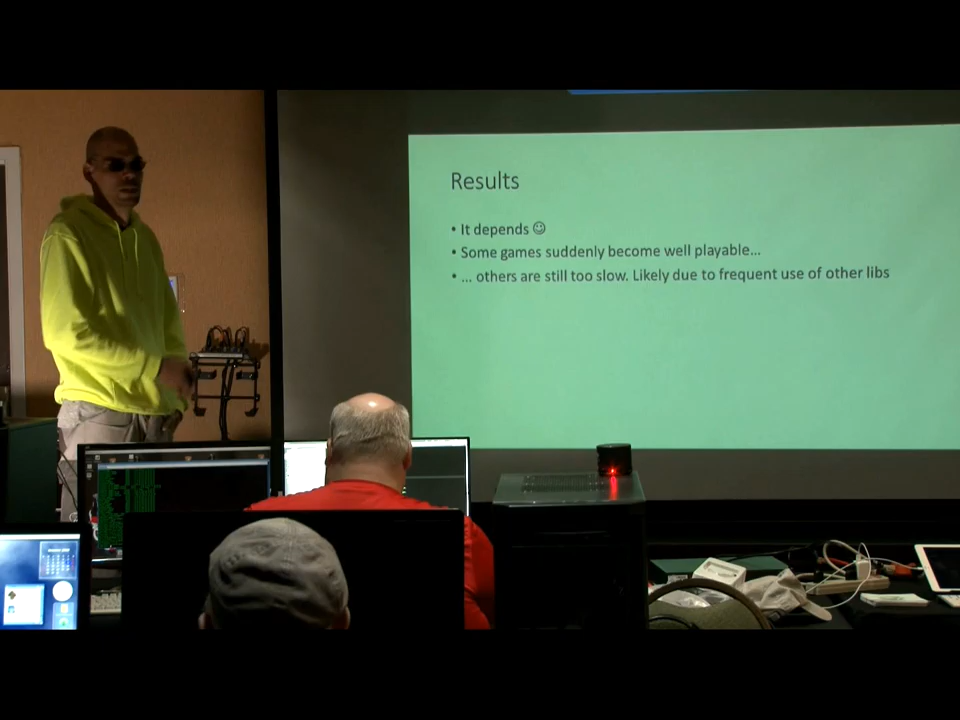 Results
• It depends ☺
• Some games suddenly become well playable...
• ... others are still too slow. Likely due to frequent use of other libs